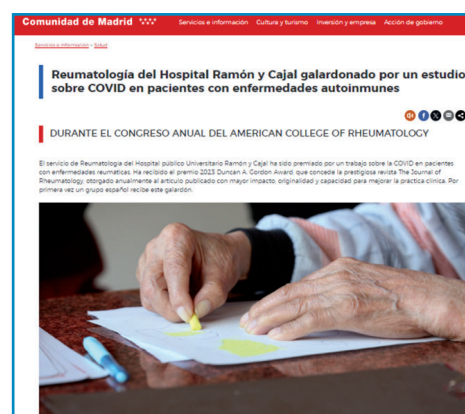 Comunidad de Madrid
Servicios e información Cultura y turismo Inversión y empresa Acción de gobierno
Servicios e información > Salud
Reumatología del Hospital Ramón y Cajal galardonado por un estudio
sobre COVID en pacientes con enfermedades autoinmunes
DURANTE EL CONGRESO ANUAL DEL AMERICAN COLLEGE OF RHEUMATOLOGY
El servicio de Reumatología del Hospital público Universitario Ramón y Cajal ha sido premiado por un trabajo sobre la COVID en pacientes
con enfermedades reumáticas. Ha recibido el premio 2023 Duncan A. Gordon Award, que concede la prestigiosa revista The Journal of
Rheumatology, otorgado anualmente al artículo publicado con mayor impacto, originalidad y capacidad para mejorar la práctica clínica. Por
primera vez un grupo español recibe este galardón.